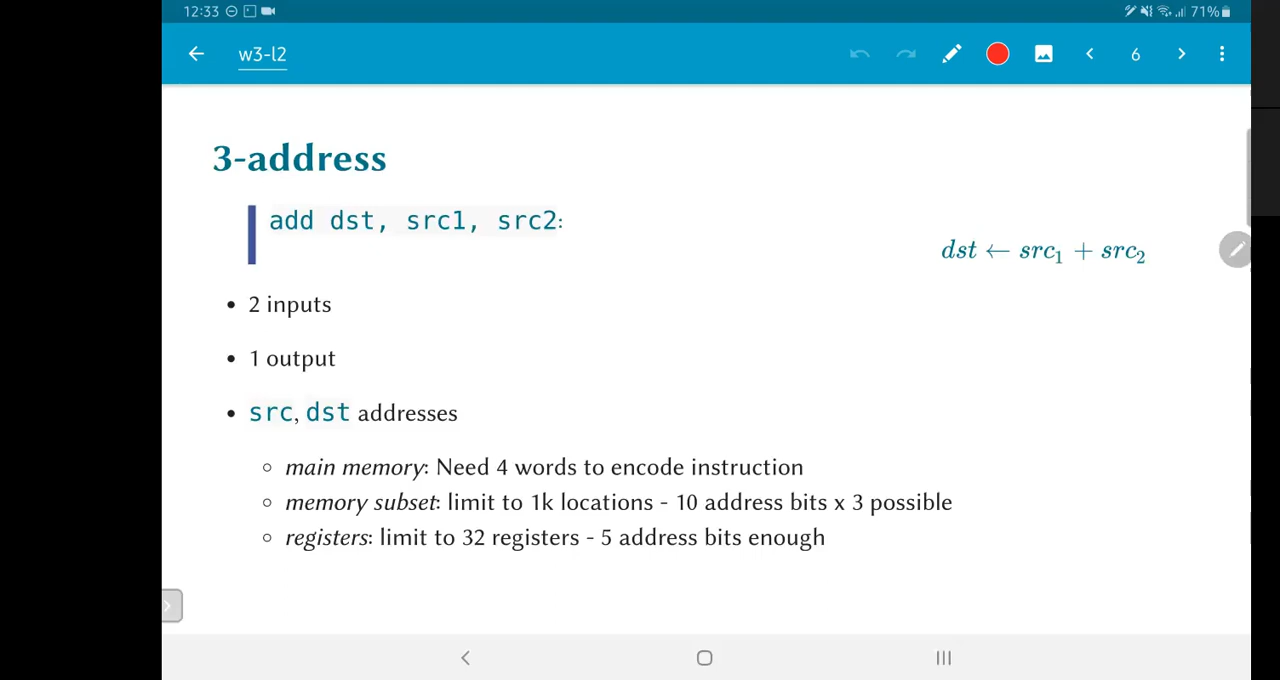 12:33 71%
w3-l2 6
3-address
add dst, src1, src2:
dst ← src₁ + src₂
• 2 inputs
• 1 output
• src, dst addresses
○ main memory: Need 4 words to encode instruction
○ memory subset: limit to 1k locations - 10 address bits x 3 possible
○ registers: limit to 32 registers - 5 address bits enough